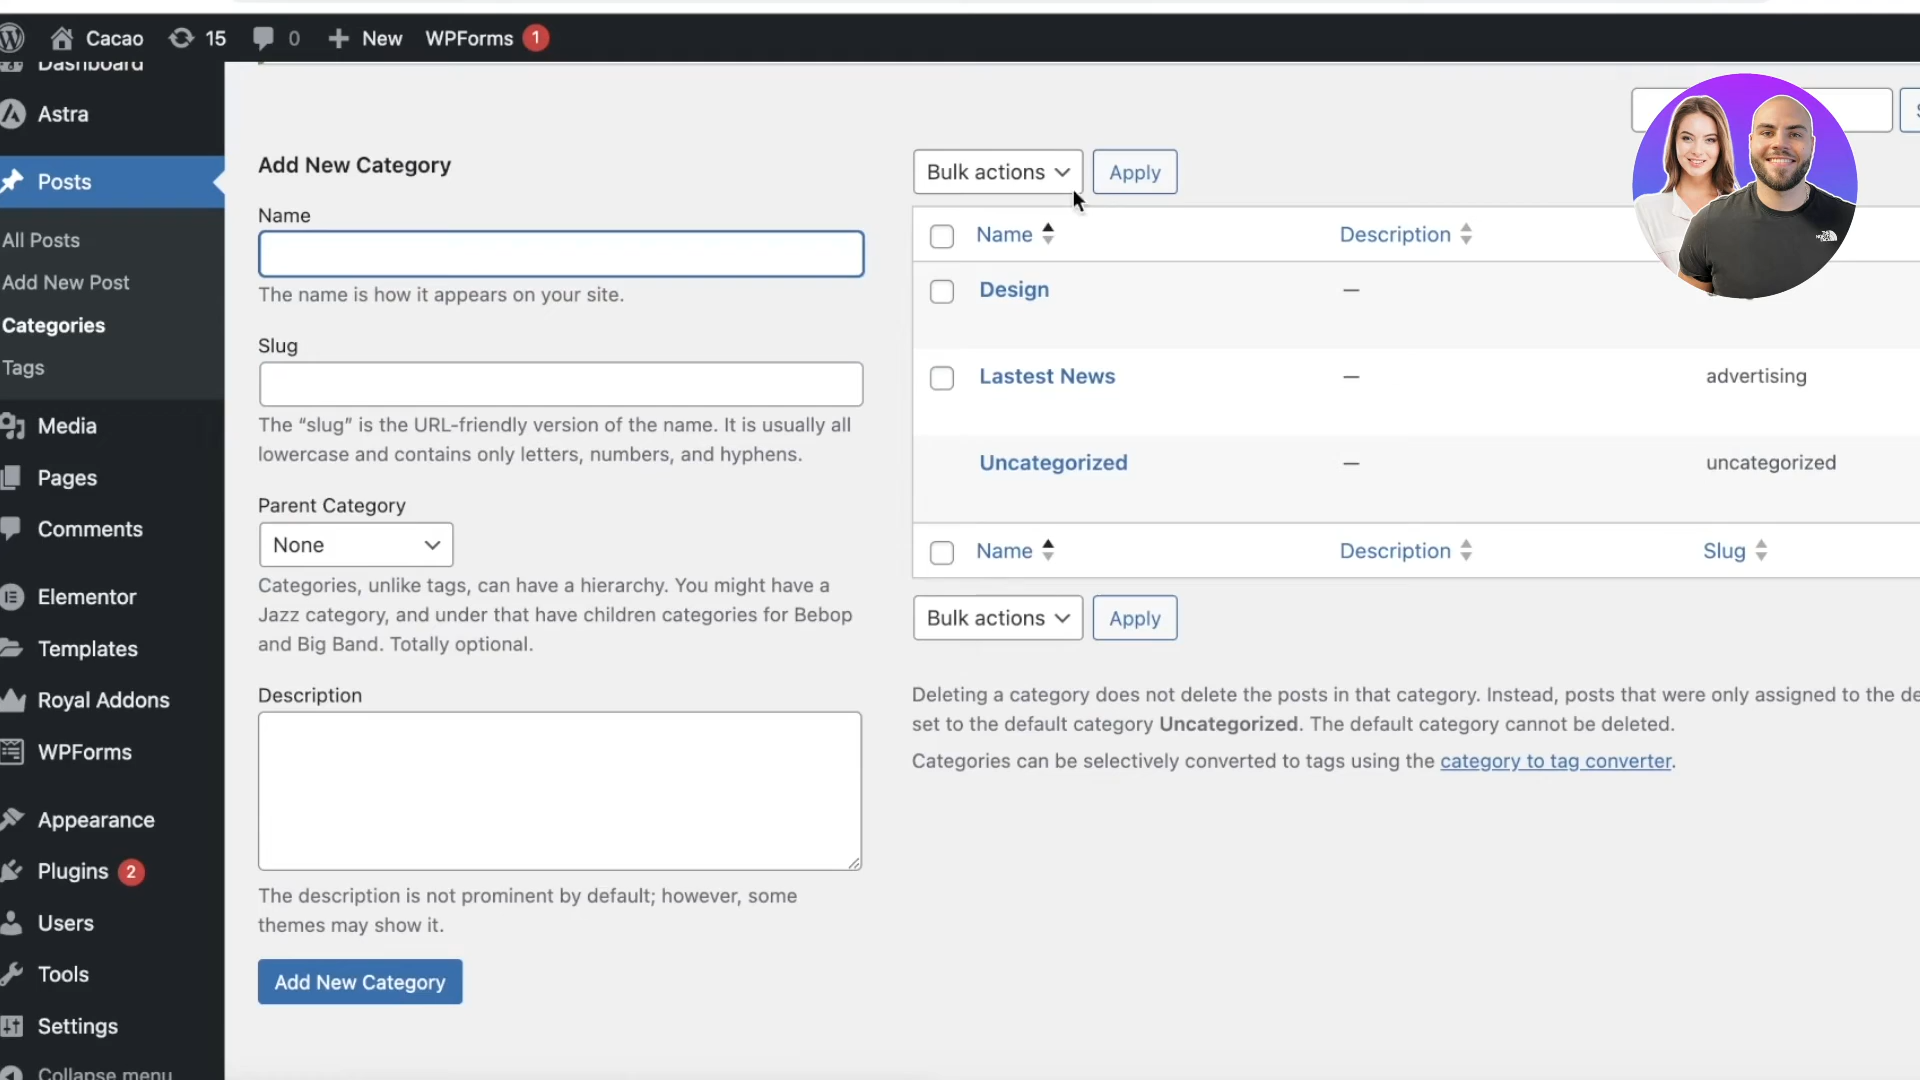 Cacao
15
0
New
WPForms
1
Dashboard
Astra
Posts
All Posts
Add New Post
Categories
Tags
Media
Pages
Comments
Elementor
Templates
Royal Addons
WPForms
Appearance
Plugins
2
Users
Tools
Settings
Collapse menu
Add New Category
Name
The name is how it appears on your site.
Slug
The “slug” is the URL-friendly version of the name. It is usually all
lowercase and contains only letters, numbers, and hyphens.
Parent Category
None
Categories, unlike tags, can have a hierarchy. You might have a
Jazz category, and under that have children categories for Bebop
and Big Band. Totally optional.
Description
The description is not prominent by default; however, some
themes may show it.
Add New Category
Bulk actions
Apply
Name
Description
Design
—
Lastest News
—
advertising
Uncategorized
—
uncategorized
Name
Description
Slug
Bulk actions
Apply
Deleting a category does not delete the posts in that category. Instead, posts that were only assigned to the de
set to the default category Uncategorized. The default category cannot be deleted.
Categories can be selectively converted to tags using the category to tag converter.